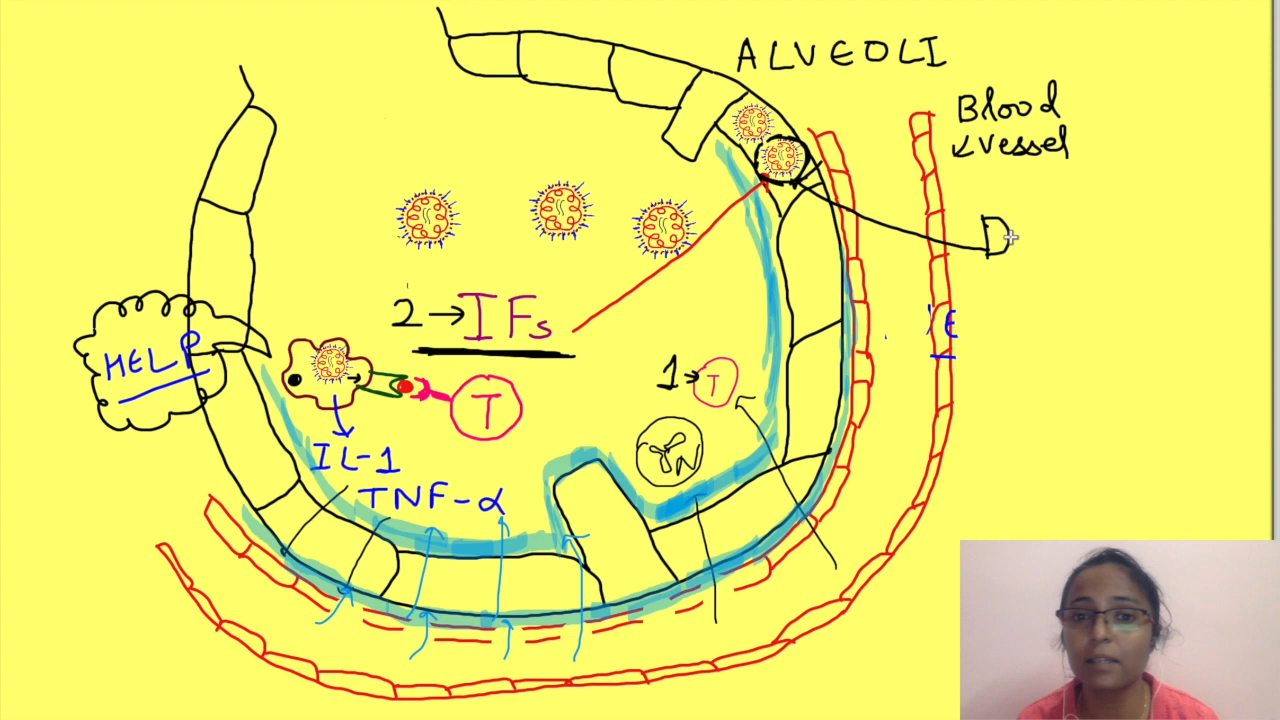 ALVEOLI
Blood
vessel
D
2→IFs
HELP
1→T
T
N
IL-1
TNF-α